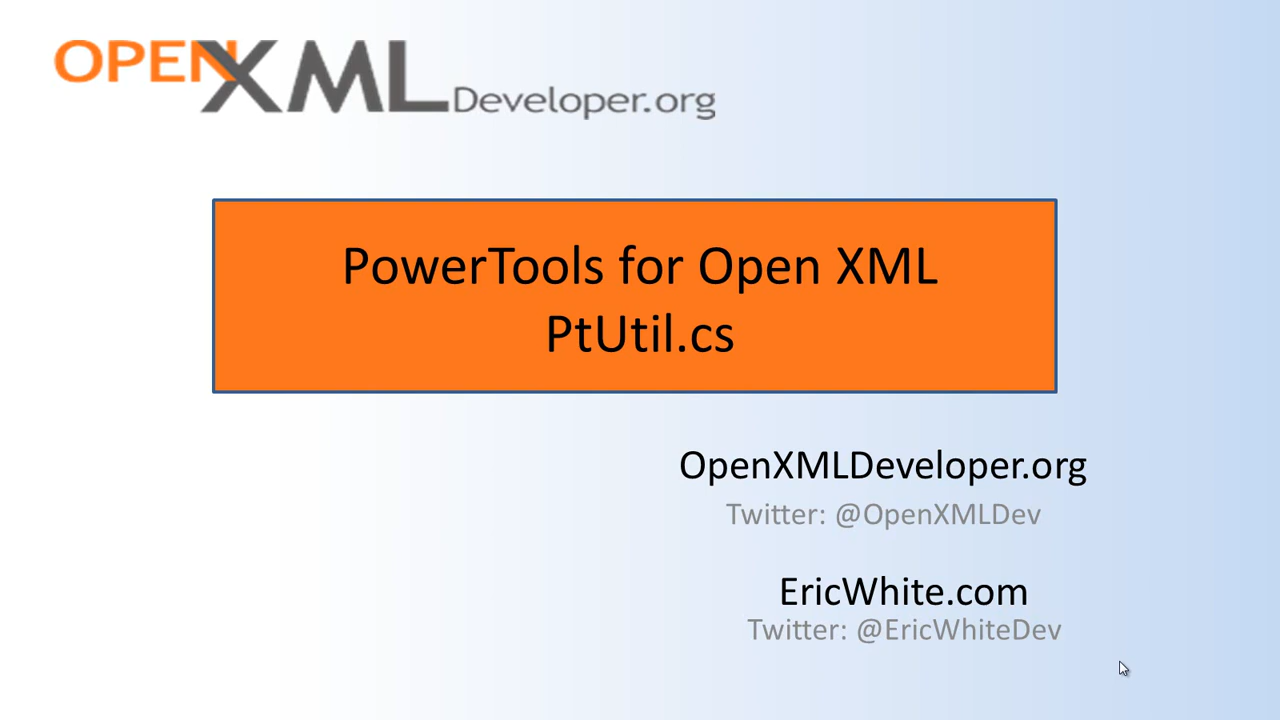 OPENXMLDeveloper.org
PowerTools for Open XML
PtUtil.cs
OpenXMLDeveloper.org
Twitter: @OpenXMLDev
EricWhite.com
Twitter: @EricWhiteDev